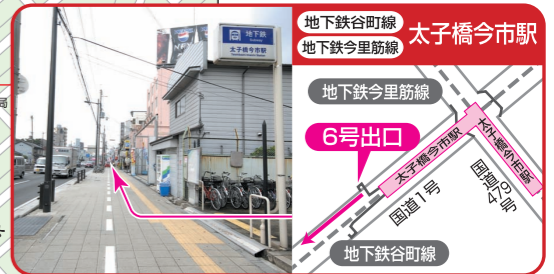 PEPSI
地下鉄
Subway
太子橋今市駅
地下鉄谷町線
地下鉄今里筋線
太子橋今市駅
地下鉄今里筋線
6号出口
太子橋今市駅
太子橋今市駅
国道1号
国道479号
地下鉄谷町線